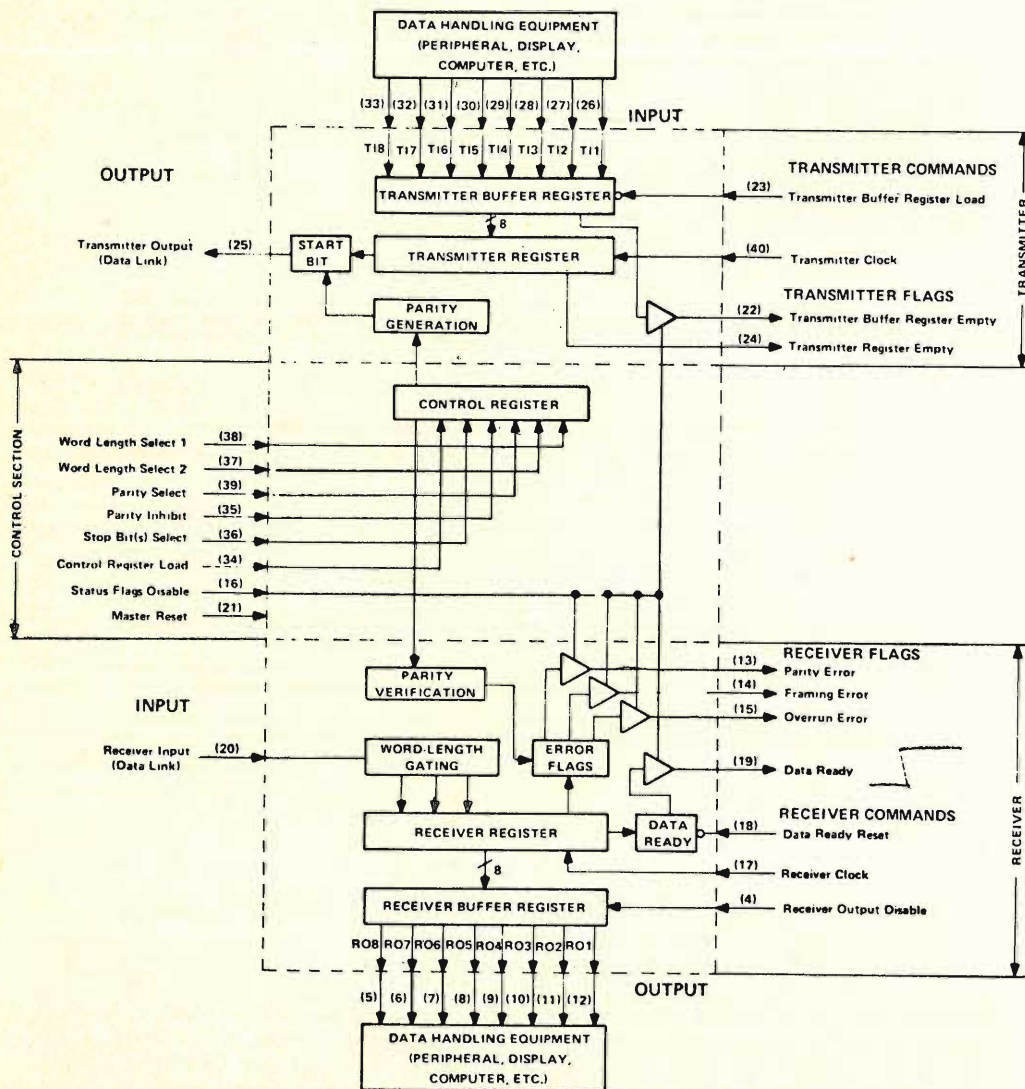 DATA HANDLING EQUIPMENT
(PERIPHERAL, DISPLAY,
COMPUTER, ETC.)
(33) (32) (31) (30) (29) (28) (27) (26)
INPUT
TI8 TI7 TI6 TI5 TI4 TI3 TI2 TI1
OUTPUT
TRANSMITTER COMMANDS
TRANSMITTER BUFFER REGISTER
(23)
Transmitter Buffer Register Load
8
Transmitter Output
(Data Link)
(25)
START
BIT
TRANSMITTER REGISTER
(40)
Transmitter Clock
TRANSMITTER
PARITY
GENERATION
TRANSMITTER FLAGS
(22)
Transmitter Buffer Register Empty
(24)
Transmitter Register Empty
CONTROL REGISTER
CONTROL SECTION
Word Length Select 1 (38)
Word Length Select 2 (37)
Parity Select (39)
Parity Inhibit (35)
Stop Bit(s) Select (36)
Control Register Load (34)
Status Flags Disable (16)
Master Reset (21)
RECEIVER FLAGS
(13) Parity Error
(14) Framing Error
(15) Overrun Error
PARITY
VERIFICATION
INPUT
Receiver Input
(Data Link)
(20)
WORD-LENGTH
GATING
ERROR
FLAGS
(19) Data Ready
RECEIVER COMMANDS
RECEIVER REGISTER
DATA
READY
(18) Data Ready Reset
RECEIVER
8
(17) Receiver Clock
RECEIVER BUFFER REGISTER
(4) Receiver Output Disable
RO8 RO7 RO6 RO5 RO4 RO3 RO2 RO1
OUTPUT
(5) (6) (7) (8) (9) (10) (11) (12)
DATA HANDLING EQUIPMENT
(PERIPHERAL, DISPLAY,
COMPUTER, ETC.)